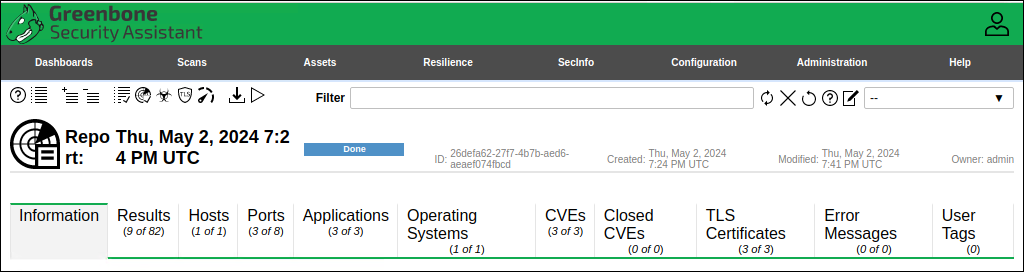 Greenbone
Security Assistant
Dashboards Scans Assets Resilience SecInfo Configuration Administration Help
TLS Filter -- ▼
Repo Thu, May 2, 2024 7:2
rt: 4 PM UTC
Done
ID: 26defa62-27f7-4b7b-aed6-
aeaef074fbcd
Created: Thu, May 2, 2024
7:24 PM UTC
Modified: Thu, May 2, 2024
7:41 PM UTC
Owner: admin
Information
Results
(9 of 82)
Hosts
(1 of 1)
Ports
(3 of 8)
Applications
(3 of 3)
Operating
Systems
(1 of 1)
CVEs
(3 of 3)
Closed
CVEs
(0 of 0)
TLS
Certificates
(3 of 3)
Error
Messages
(0 of 0)
User
Tags
(0)